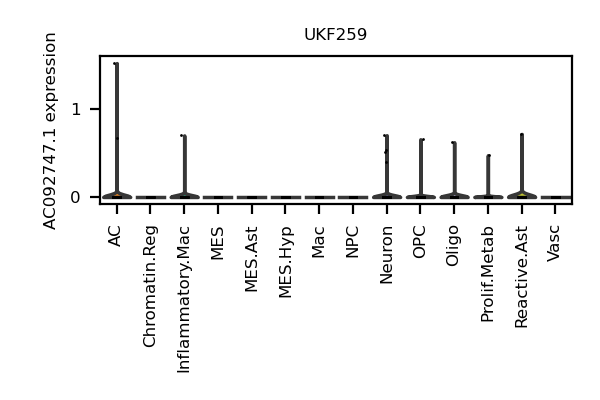 UKF259
AC092747.1 expression
1
0
AC
Chromatin.Reg
Inflammatory.Mac
MES
MES.Ast
MES.Hyp
Mac
NPC
Neuron
OPC
Oligo
Prolif.Metab
Reactive.Ast
Vasc